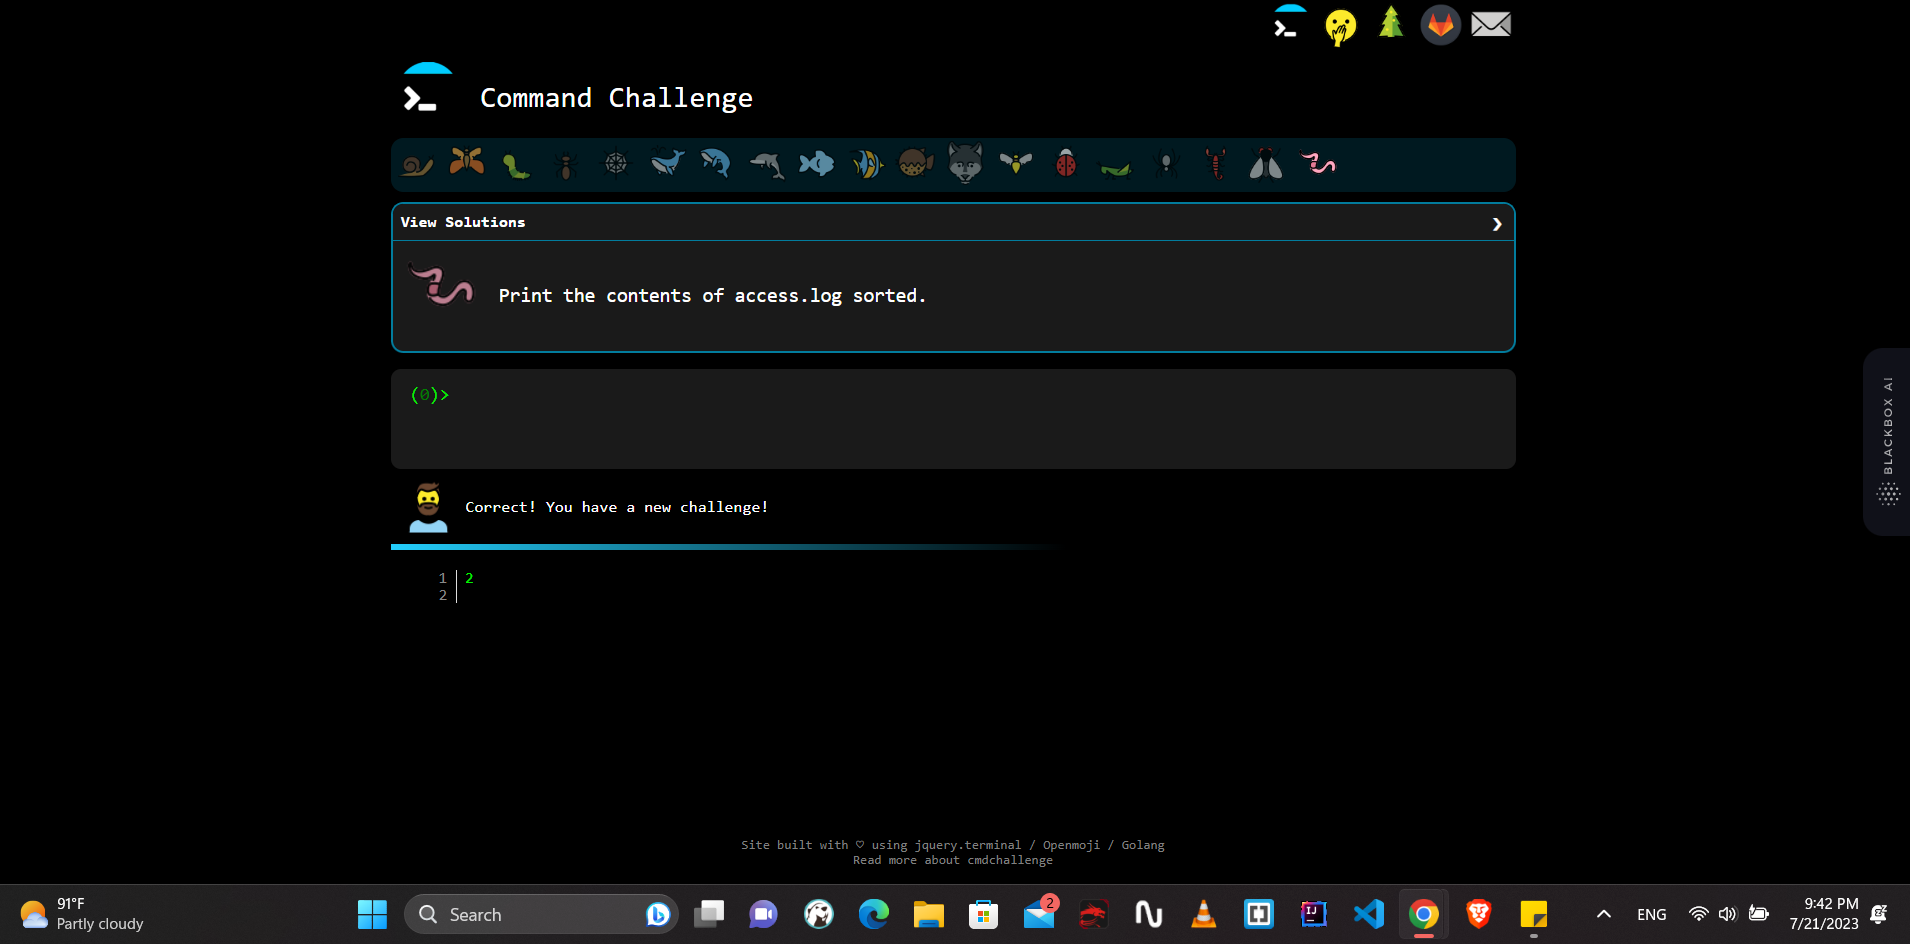 Command Challenge
View Solutions
Print the contents of access.log sorted.
(0)>
Correct! You have a new challenge!
1 2
2
BLACKBOX AI
Site built with ♡ using jquery.terminal / Openmoji / Golang
Read more about cmdchallenge
91°F
Partly cloudy
Search
2
ENG
9:42 PM
7/21/2023